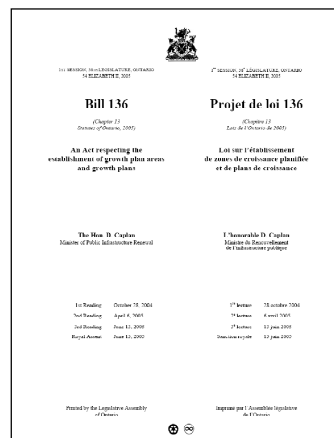 1ST SESSION, 38TH LEGISLATURE, ONTARIO
54 ELIZABETH II, 2005
Bill 136
(Chapter 13
Statutes of Ontario, 2005)
An Act respecting the
establishment of growth plan areas
and growth plans
The Hon. D. Caplan
Minister of Public Infrastructure Renewal
1st Reading October 28, 2004
2nd Reading April 6, 2005
3rd Reading June 13, 2005
Royal Assent June 13, 2005
Printed by the Legislative Assembly
of Ontario
1re SESSION, 38e LÉGISLATURE, ONTARIO
54 ELIZABETH II, 2005
Projet de loi 136
(Chapitre 13
Lois de l'Ontario de 2005)
Loi sur l'établissement
de zones de croissance planifiée
et de plans de croissance
L'honorable D. Caplan
Ministre du Renouvellement
de l'infrastructure publique
1re lecture 28 octobre 2004
2e lecture 6 avril 2005
3e lecture 13 juin 2005
Sanction royale 13 juin 2005
Imprimé par l'Assemblée législative
de l'Ontario